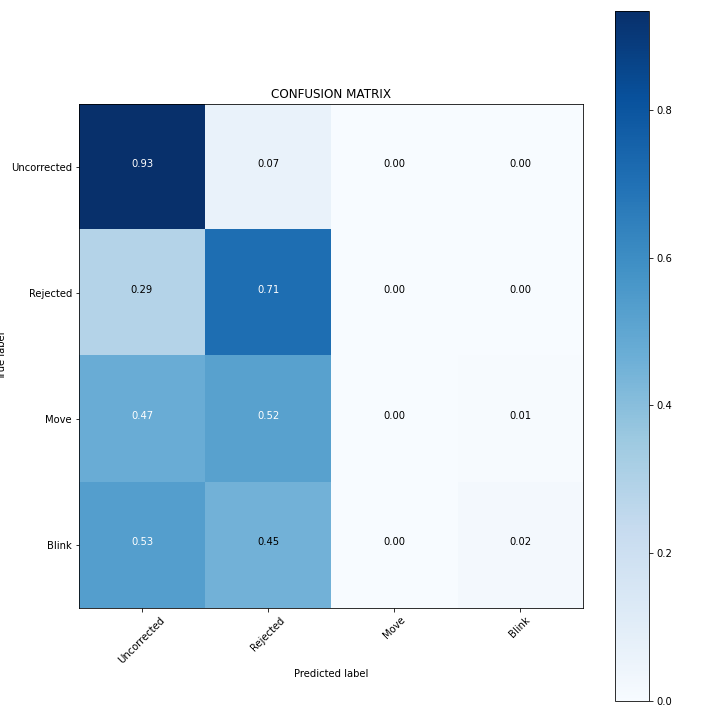 CONFUSION MATRIX
Uncorrected 0.93 0.07 0.00 0.00
Rejected 0.29 0.71 0.00 0.00
Move 0.47 0.52 0.00 0.01
Blink 0.53 0.45 0.00 0.02
Uncorrected Rejected Move Blink
Predicted label
0.8
0.6
0.4
0.2
0.0